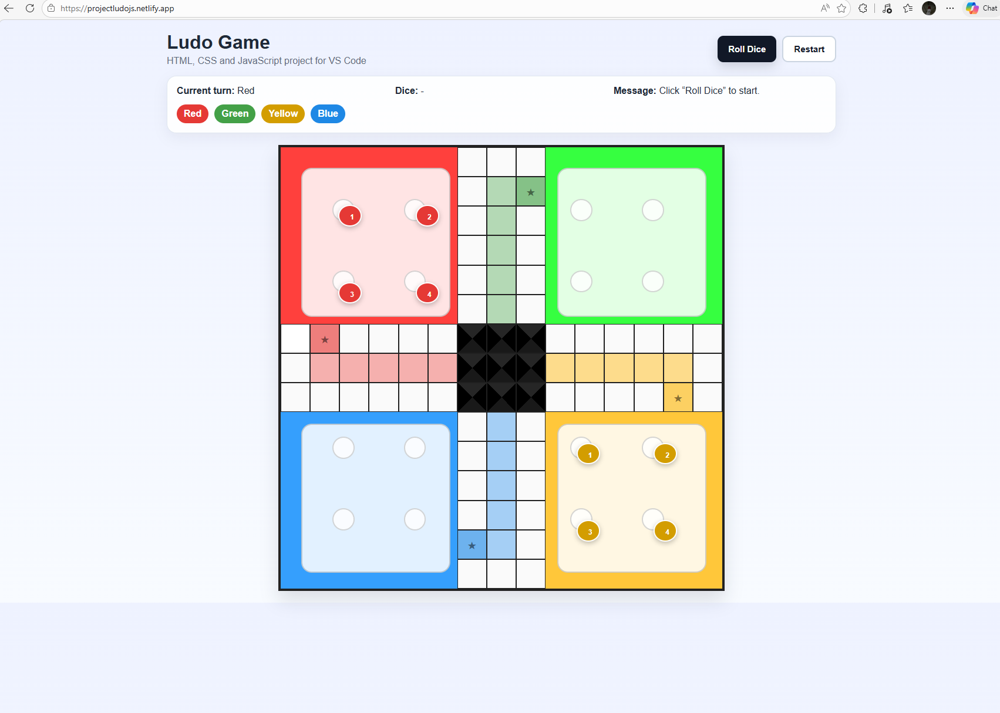 https://projectludojs.netlify.app
Chat
Ludo Game
HTML, CSS and JavaScript project for VS Code
Roll Dice
Restart
Current turn: Red
Dice: -
Message: Click “Roll Dice” to start.
Red Green Yellow Blue
★
1 2
3 4
★
★
1 2
3 4
★